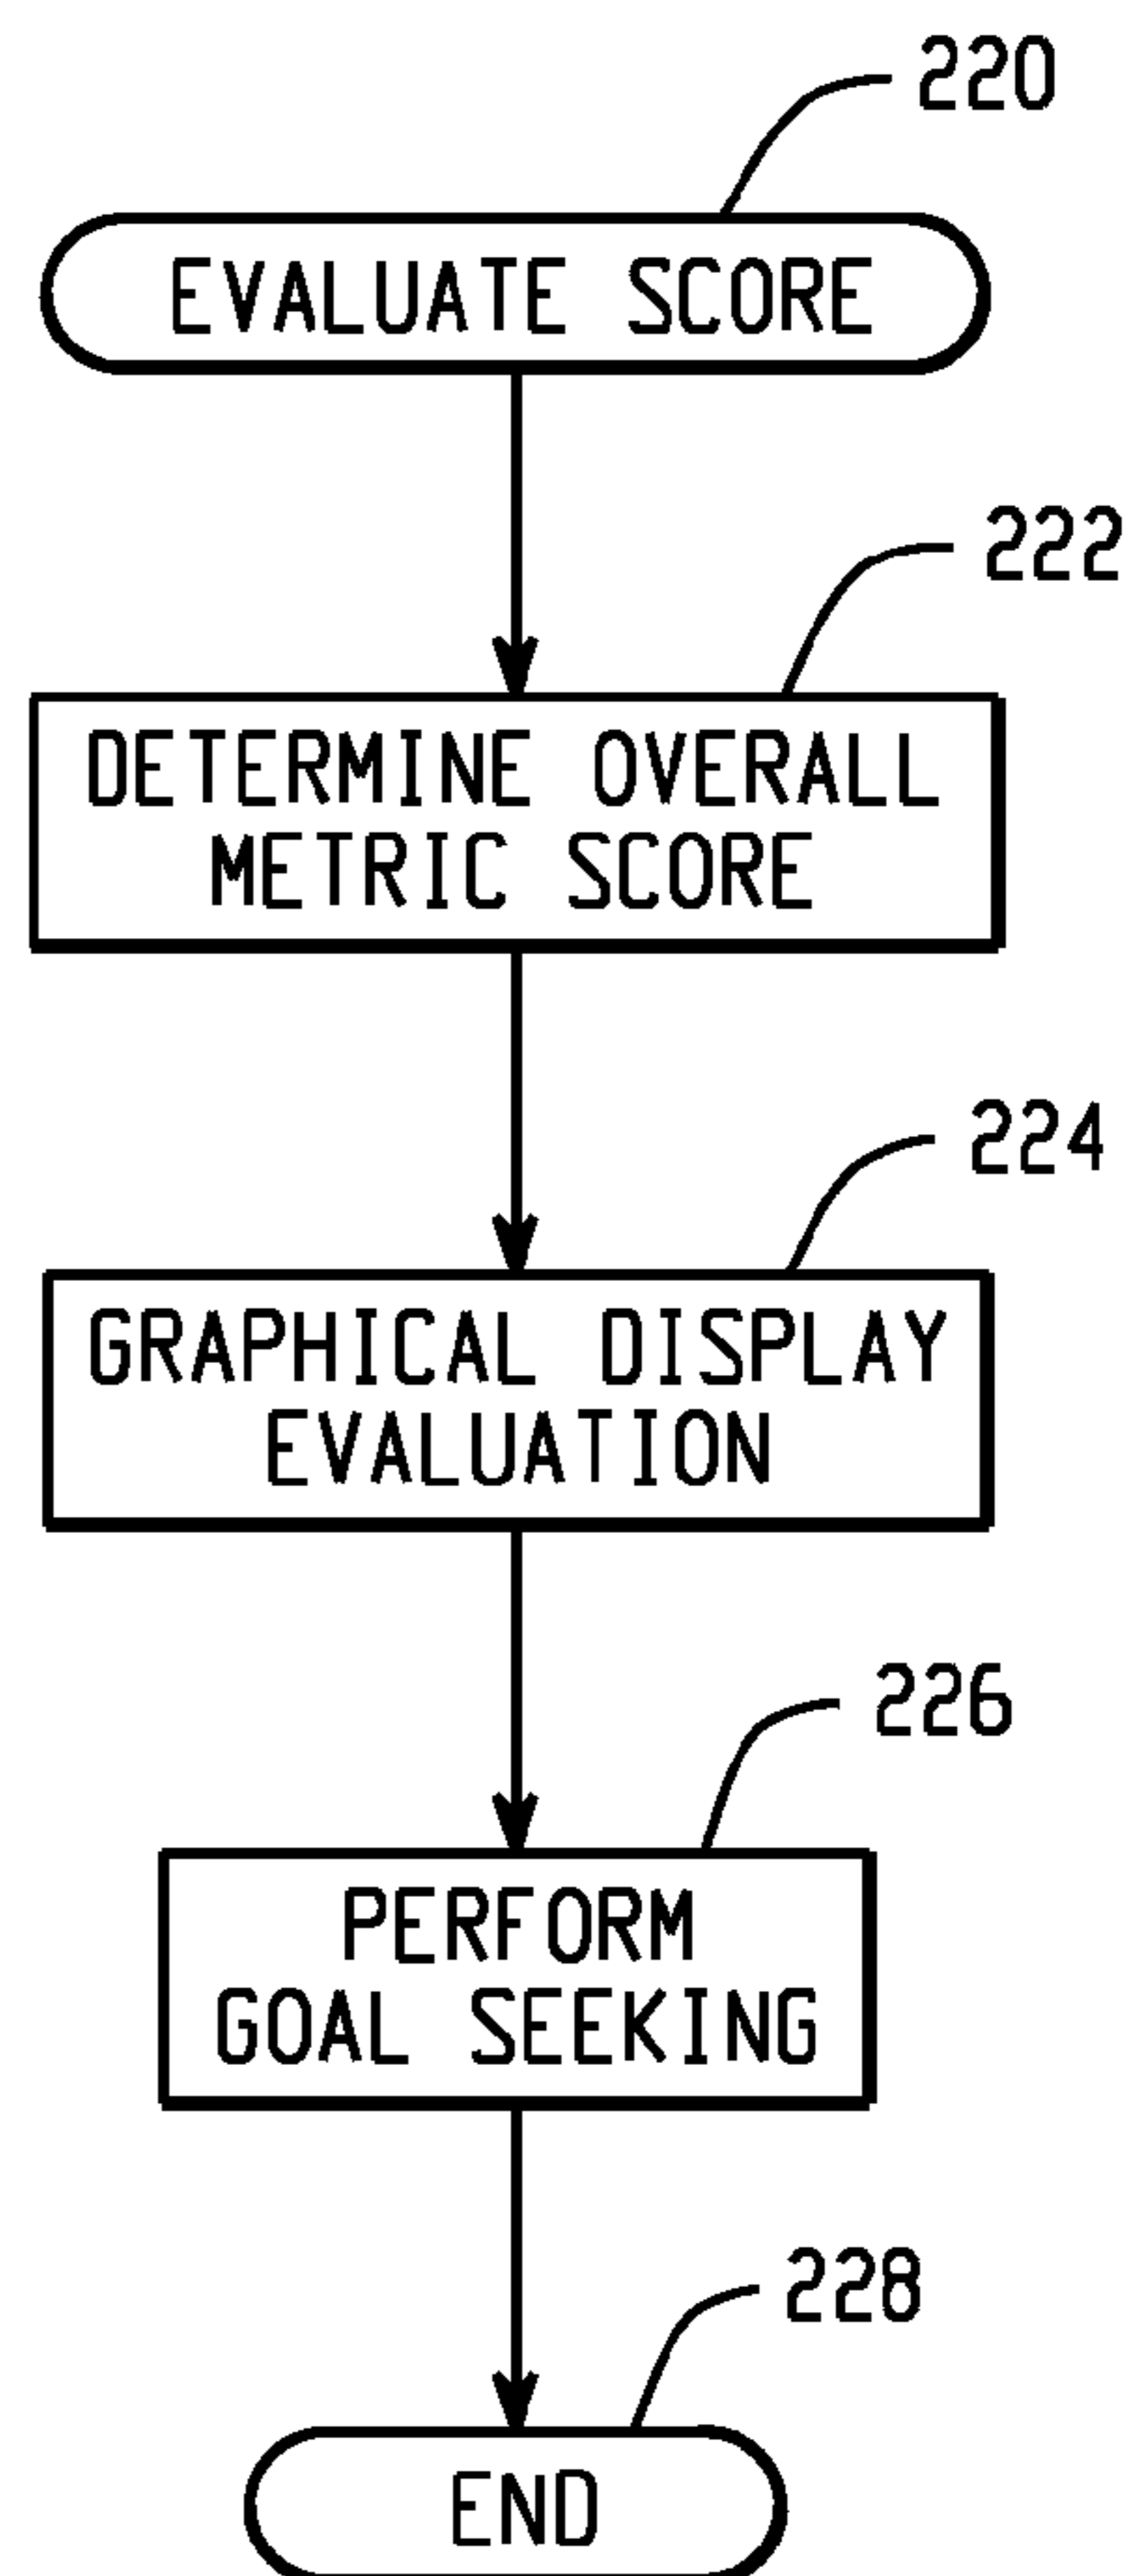 220
EVALUATE SCORE
222
DETERMINE OVERALL
METRIC SCORE
224
GRAPHICAL DISPLAY
EVALUATION
226
PERFORM
GOAL SEEKING
228
END